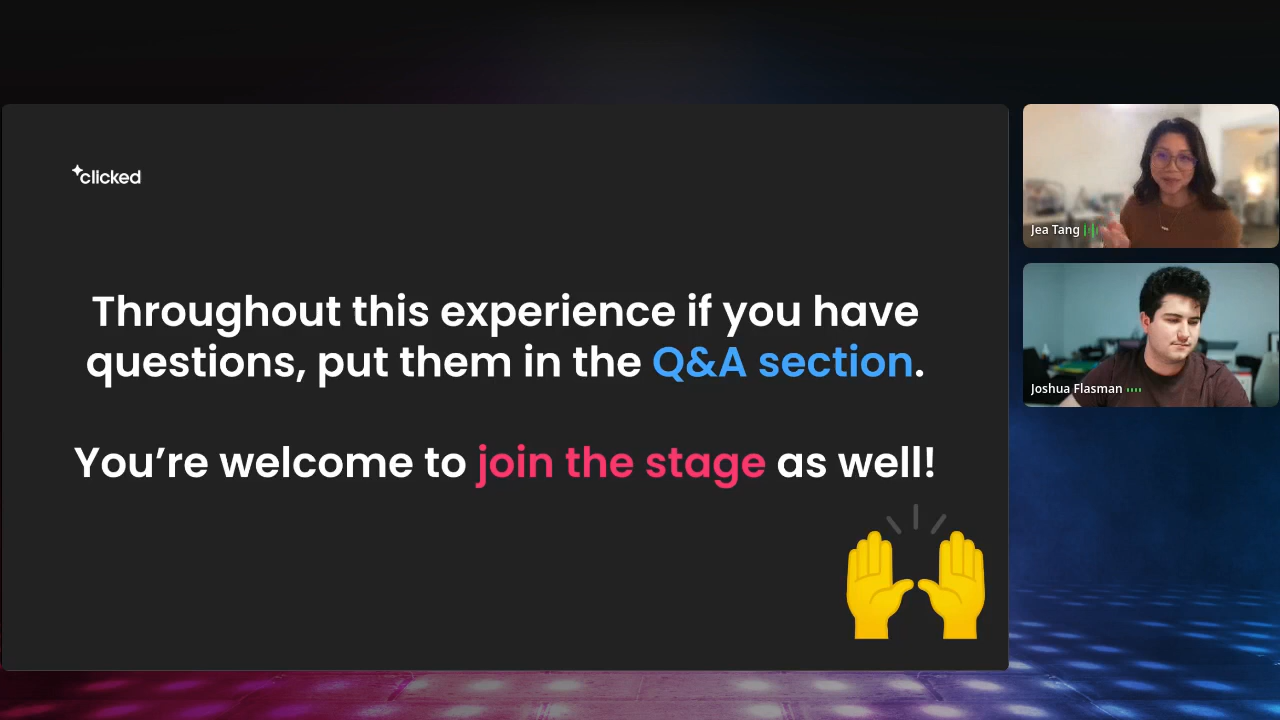 clicked
Throughout this experience if you have
questions, put them in the Q&A section.
You’re welcome to join the stage as well!
Jea Tang
Joshua Flasman